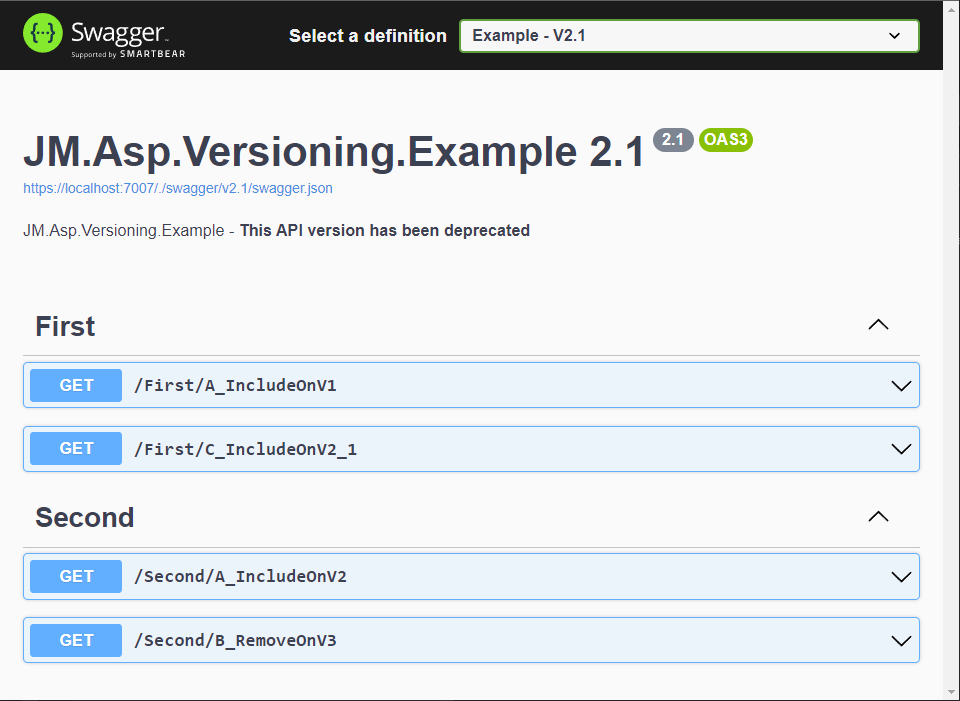 Swagger™
Supported by SMARTBEAR
Select a definition
Example - V2.1
JM.Asp.Versioning.Example 2.1 2.1 OAS3
https://localhost:7007/./swagger/v2.1/swagger.json
JM.Asp.Versioning.Example - This API version has been deprecated
First
GET /First/A_IncludeOnV1
GET /First/C_IncludeOnV2_1
Second
GET /Second/A_IncludeOnV2
GET /Second/B_RemoveOnV3